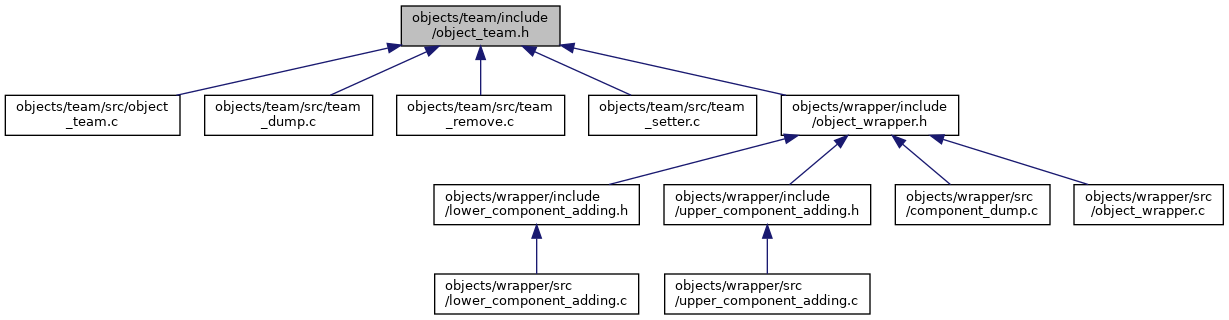 objects/team/include
/object_team.h
objects/team/src/object
_team.c
objects/team/src/team
_dump.c
objects/team/src/team
_remove.c
objects/team/src/team
_setter.c
objects/wrapper/include
/object_wrapper.h
objects/wrapper/include
/lower_component_adding.h
objects/wrapper/include
/upper_component_adding.h
objects/wrapper/src
/component_dump.c
objects/wrapper/src
/object_wrapper.c
objects/wrapper/src
/lower_component_adding.c
objects/wrapper/src
/upper_component_adding.c